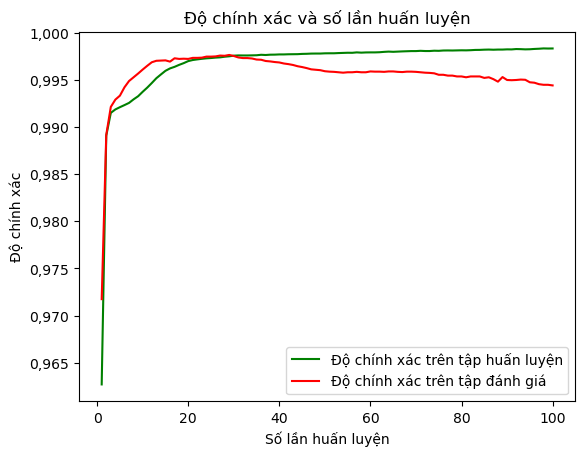 Độ chính xác và số lần huấn luyện
1,000
0,995
0,990
0,985
0,980
0,975
0,970
0,965
Độ chính xác
0
20
40
60
80
100
Số lần huấn luyện
Độ chính xác trên tập huấn luyện
Độ chính xác trên tập đánh giá